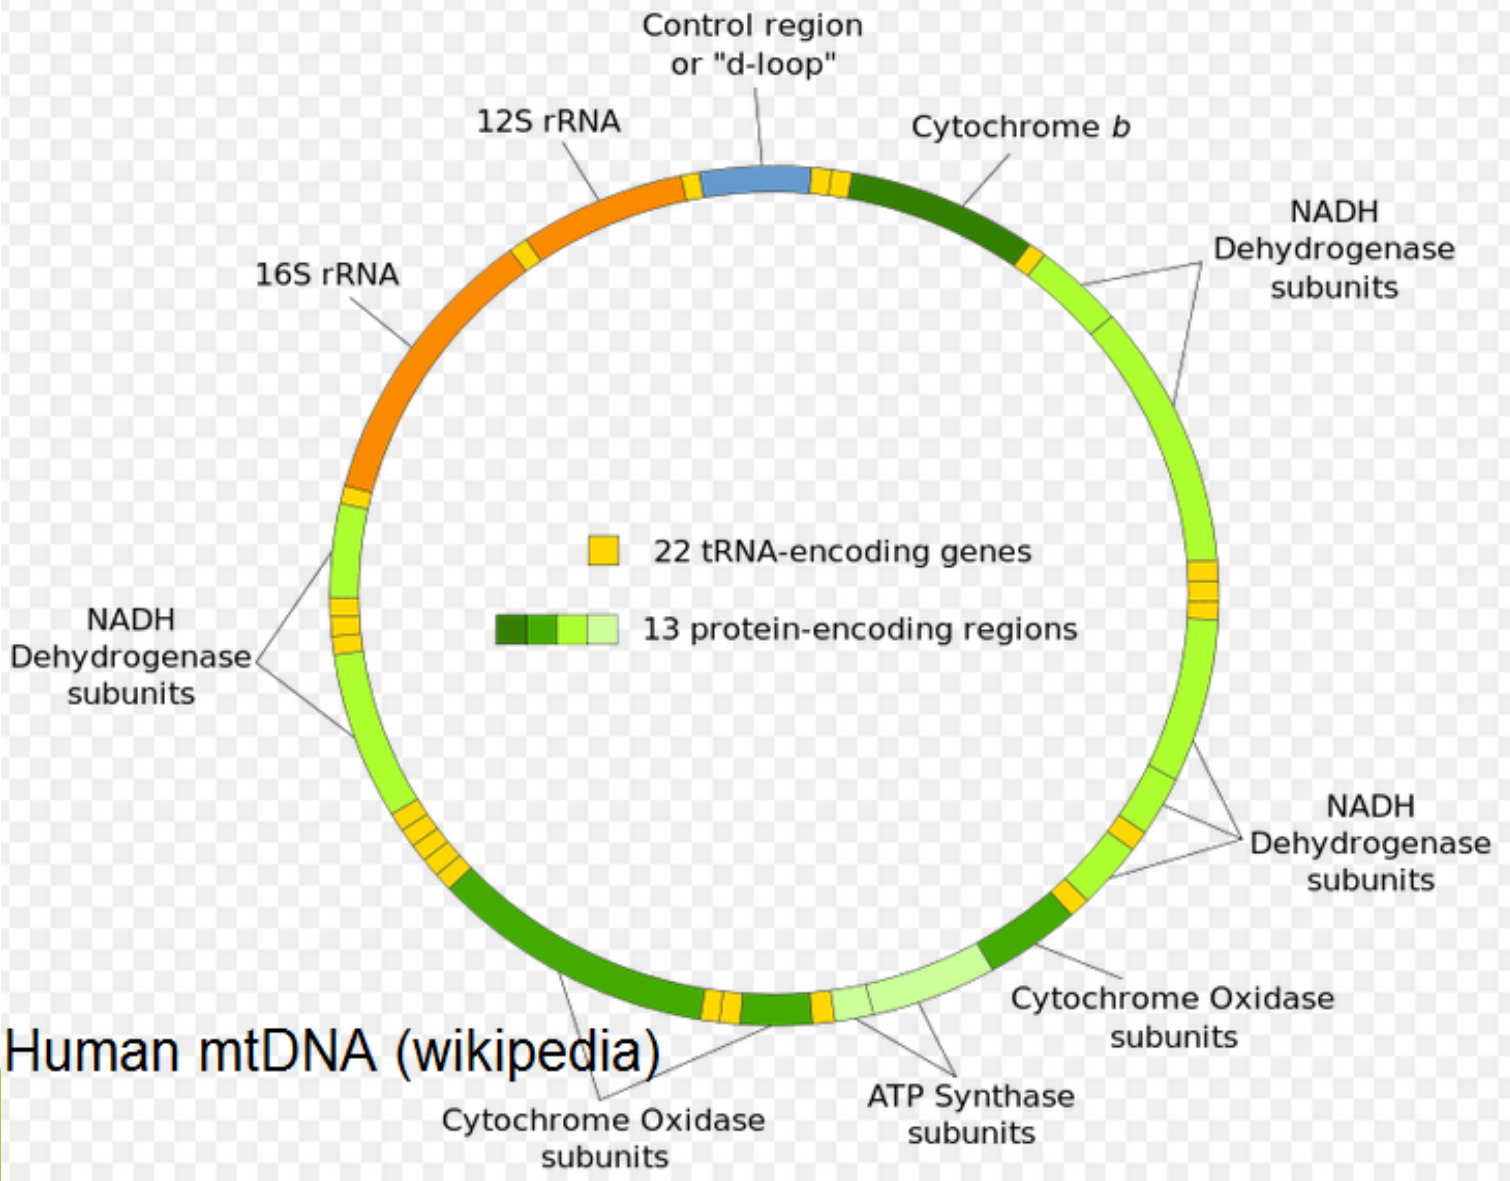 Control region
or "d-loop"
12S rRNA
Cytochrome b
NADH
Dehydrogenase
subunits
16S rRNA
22 tRNA-encoding genes
13 protein-encoding regions
NADH
Dehydrogenase
subunits
NADH
Dehydrogenase
subunits
Cytochrome Oxidase
subunits
Human mtDNA (wikipedia)
ATP Synthase
subunits
Cytochrome Oxidase
subunits